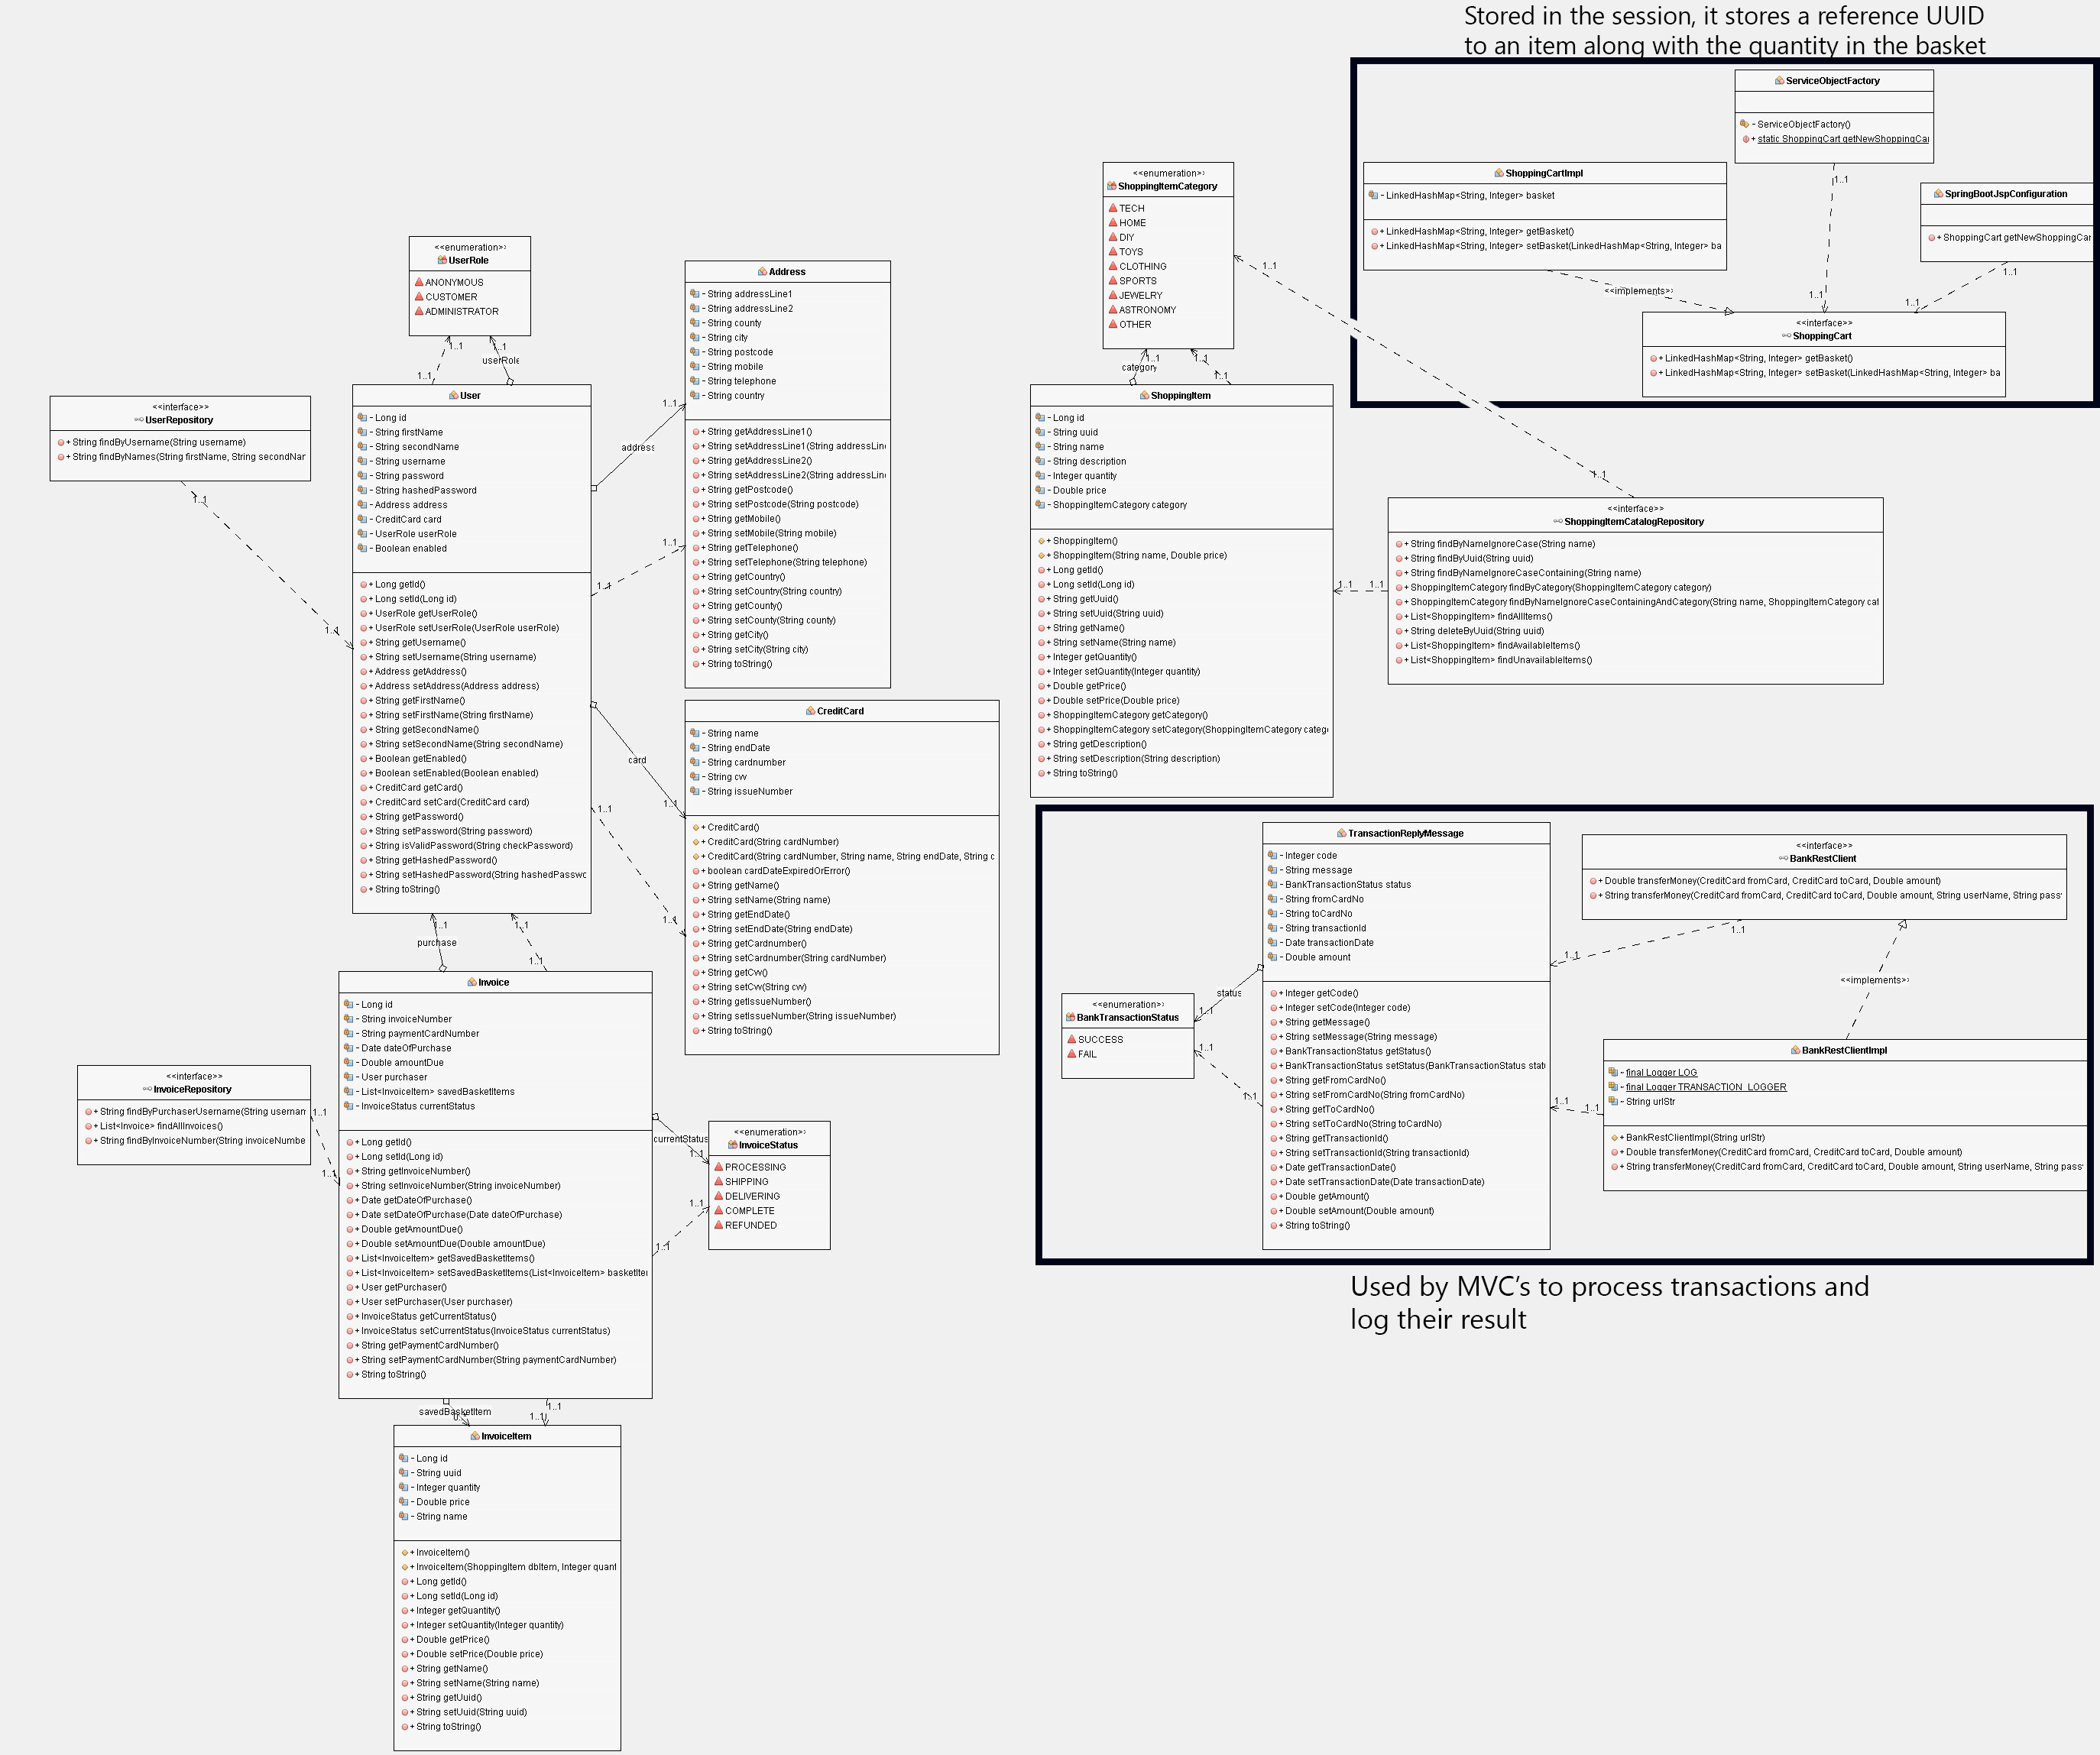 Stored in the session, it stores a reference UUID
to an item along with the quantity in the basket
ServiceObjectFactory
- ServiceObjectFactory()
+ static ShoppingCart getNewShoppingCar
1..1
1..1
ShoppingCartImpl
- LinkedHashMap<String, Integer> basket
+ LinkedHashMap<String, Integer> getBasket()
+ LinkedHashMap<String, Integer> setBasket(LinkedHashMap<String, Integer> ba
<<implements>>
SpringBootJspConfiguration
+ ShoppingCart getNewShoppingCar
1..1
1..1
<<interface>>
ShoppingCart
+ LinkedHashMap<String, Integer> getBasket()
+ LinkedHashMap<String, Integer> setBasket(LinkedHashMap<String, Integer> ba
<<enumeration>>
ShoppingItemCategory
TECH
HOME
DIY
TOYS
CLOTHING
SPORTS
JEWELRY
ASTRONOMY
OTHER
1..1
1..1
category
1..1
1..1
1..1
<<enumeration>>
UserRole
ANONYMOUS
CUSTOMER
ADMINISTRATOR
1..1
1..1
userRole
1..1
Address
- String addressLine1
- String addressLine2
- String county
- String city
- String postcode
- String mobile
- String telephone
- String country
+ String getAddressLine1()
+ String setAddressLine1(String addressLine
+ String getAddressLine2()
+ String setAddressLine2(String addressLine
+ String getPostcode()
+ String setPostcode(String postcode)
+ String getMobile()
+ String setMobile(String mobile)
+ String getTelephone()
+ String setTelephone(String telephone)
+ String getCountry()
+ String setCountry(String country)
+ String getCounty()
+ String setCounty(String county)
+ String getCity()
+ String setCity(String city)
+ String toString()
<<interface>>
UserRepository
+ String findByUsername(String username)
+ String findByNames(String firstName, String secondNam
1..1
1..1
User
- Long id
- String firstName
- String secondName
- String username
- String password
- String hashedPassword
- Address address
- CreditCard card
- UserRole userRole
- Boolean enabled
+ Long getId()
+ Long setId(Long id)
+ UserRole getUserRole()
+ UserRole setUserRole(UserRole userRole)
+ String getUsername()
+ String setUsername(String username)
+ Address getAddress()
+ Address setAddress(Address address)
+ String getFirstName()
+ String setFirstName(String firstName)
+ String getSecondName()
+ String setSecondName(String secondName)
+ Boolean getEnabled()
+ Boolean setEnabled(Boolean enabled)
+ CreditCard getCard()
+ CreditCard setCard(CreditCard card)
+ String getPassword()
+ String setPassword(String password)
+ String isValidPassword(String checkPassword)
+ String getHashedPassword()
+ String setHashedPassword(String hashedPasswo
+ String toString()
address
1..1
1..1
1..1
card
1..1
1..1
1..1
CreditCard
- String name
- String endDate
- String cardnumber
- String cvv
- String issueNumber
+ CreditCard()
+ CreditCard(String cardNumber)
+ CreditCard(String cardNumber, String name, String endDate, String c
+ boolean cardDateExpiredOrError()
+ String getName()
+ String setName(String name)
+ String getEndDate()
+ String setEndDate(String endDate)
+ String getCardnumber()
+ String setCardnumber(String cardNumber)
+ String getCvv()
+ String setCvv(String cvv)
+ String getIssueNumber()
+ String setIssueNumber(String issueNumber)
+ String toString()
ShoppingItem
- Long id
- String uuid
- String name
- String description
- Integer quantity
- Double price
- ShoppingItemCategory category
+ ShoppingItem()
+ ShoppingItem(String name, Double price)
+ Long getId()
+ Long setId(Long id)
+ String getUuid()
+ String setUuid(String uuid)
+ String getName()
+ String setName(String name)
+ Integer getQuantity()
+ Integer setQuantity(Integer quantity)
+ Double getPrice()
+ Double setPrice(Double price)
+ ShoppingItemCategory getCategory()
+ ShoppingItemCategory setCategory(ShoppingItemCategory catego
+ String getDescription()
+ String setDescription(String description)
+ String toString()
1..1
<<interface>>
ShoppingItemCatalogRepository
+ String findByNameIgnoreCase(String name)
+ String findByUuid(String uuid)
+ String findByNameIgnoreCaseContaining(String name)
+ ShoppingItemCategory findByCategory(ShoppingItemCategory category)
+ ShoppingItemCategory findByNameIgnoreCaseContainingAndCategory(String name, ShoppingItemCategory cat
+ List<ShoppingItem> findAllItems()
+ String deleteByUuid(String uuid)
+ List<ShoppingItem> findAvailableItems()
+ List<ShoppingItem> findUnavailableItems()
1..1
1..1
TransactionReplyMessage
- Integer code
- String message
- BankTransactionStatus status
- String fromCardNo
- String toCardNo
- String transactionId
- Date transactionDate
- Double amount
+ Integer getCode()
+ Integer setCode(Integer code)
+ String getMessage()
+ String setMessage(String message)
+ BankTransactionStatus getStatus()
+ BankTransactionStatus setStatus(BankTransactionStatus statu
+ String getFromCardNo()
+ String setFromCardNo(String fromCardNo)
+ String getToCardNo()
+ String setToCardNo(String toCardNo)
+ String getTransactionId()
+ String setTransactionId(String transactionId)
+ Date getTransactionDate()
+ Date setTransactionDate(Date transactionDate)
+ Double getAmount()
+ Double setAmount(Double amount)
+ String toString()
<<interface>>
BankRestClient
+ Double transferMoney(CreditCard fromCard, CreditCard toCard, Double amount)
+ String transferMoney(CreditCard fromCard, CreditCard toCard, Double amount, String userName, String pass
1..1
1..1
<<implements>>
status
1..1
1..1
1..1
<<enumeration>>
BankTransactionStatus
SUCCESS
FAIL
BankRestClientImpl
- final Logger LOG
- final Logger TRANSACTION_LOGGER
- String urlStr
+ BankRestClientImpl(String urlStr)
+ Double transferMoney(CreditCard fromCard, CreditCard toCard, Double amount)
+ String transferMoney(CreditCard fromCard, CreditCard toCard, Double amount, String userName, String pass
1..1
1..1
Used by MVC's to process transactions and
log their result
1..1
purchase
1..1
1..1
Invoice
- Long id
- String invoiceNumber
- String paymentCardNumber
- Date dateOfPurchase
- Double amountDue
- User purchaser
- List<InvoiceItem> savedBasketItems
- InvoiceStatus currentStatus
+ Long getId()
+ Long setId(Long id)
+ String getInvoiceNumber()
+ String setInvoiceNumber(String invoiceNumber)
+ Date getDateOfPurchase()
+ Date setDateOfPurchase(Date dateOfPurchase)
+ Double getAmountDue()
+ Double setAmountDue(Double amountDue)
+ List<InvoiceItem> getSavedBasketItems()
+ List<InvoiceItem> setSavedBasketItems(List<InvoiceItem> basketIte
+ User getPurchaser()
+ User setPurchaser(User purchaser)
+ InvoiceStatus getCurrentStatus()
+ InvoiceStatus setCurrentStatus(InvoiceStatus currentStatus)
+ String getPaymentCardNumber()
+ String setPaymentCardNumber(String paymentCardNumber)
+ String toString()
<<interface>>
InvoiceRepository
+ String findByPurchaserUsername(String usernam
+ List<Invoice> findAllInvoices()
+ String findByInvoiceNumber(String invoiceNumbe
1..1
1..1
currentStatus
1..1
1..1
1..1
<<enumeration>>
InvoiceStatus
PROCESSING
SHIPPING
DELIVERING
COMPLETE
REFUNDED
savedBasketItem
0..*
1..1
1..1
InvoiceItem
- Long id
- String uuid
- Integer quantity
- Double price
- String name
+ InvoiceItem()
+ InvoiceItem(ShoppingItem dbItem, Integer quant
+ Long getId()
+ Long setId(Long id)
+ Integer getQuantity()
+ Integer setQuantity(Integer quantity)
+ Double getPrice()
+ Double setPrice(Double price)
+ String getName()
+ String setName(String name)
+ String getUuid()
+ String setUuid(String uuid)
+ String toString()